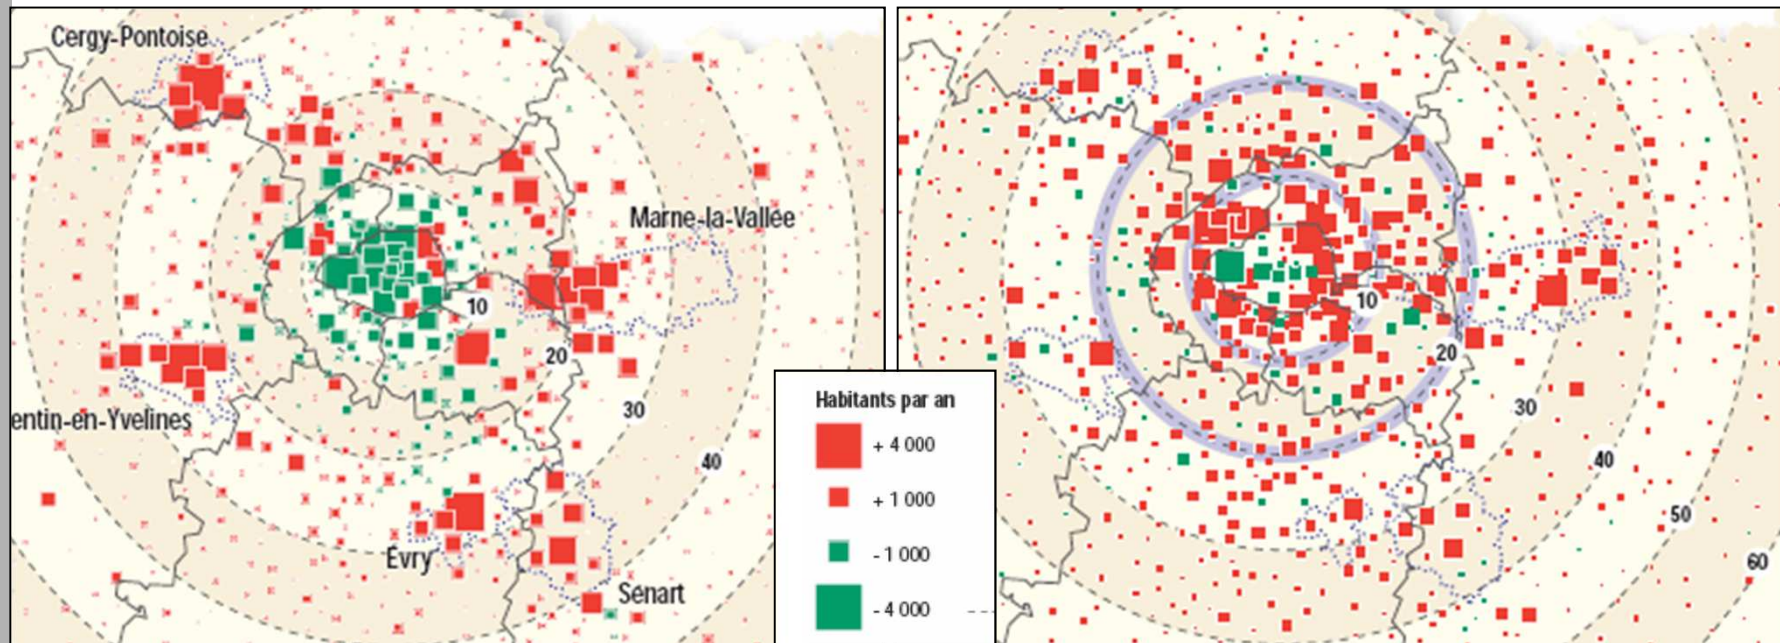 Cergy-Pontoise
Marne-la-Vallée
10
20
30
40
entin-en-Yvelines
Évry
Senart
Habitants par an
+ 4 000
+ 1 000
- 1 000
- 4 000
10
20
30
40
50
60